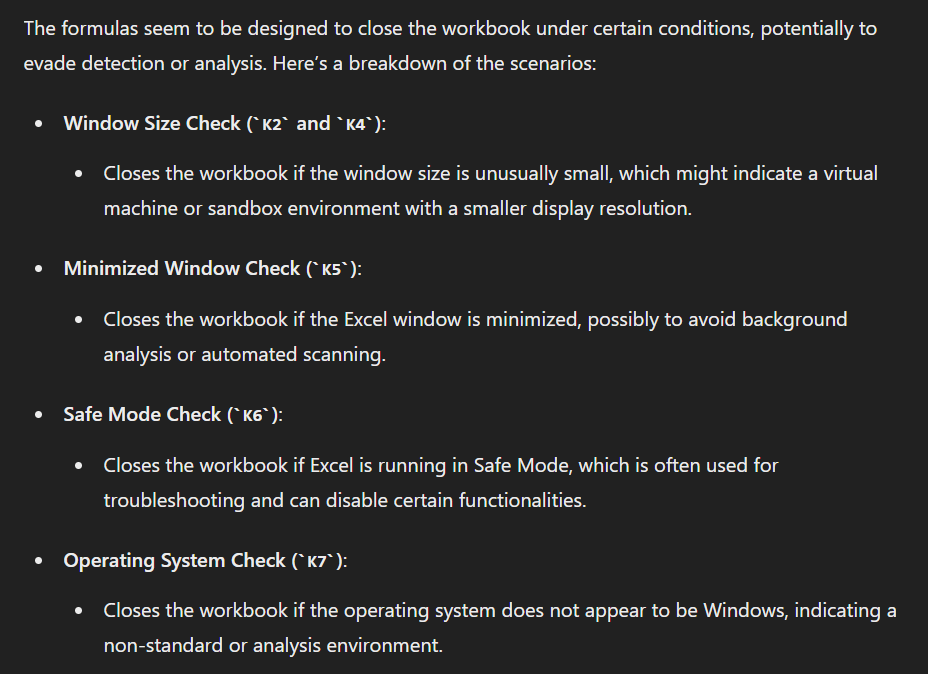 The formulas seem to be designed to close the workbook under certain conditions, potentially to
evade detection or analysis. Here’s a breakdown of the scenarios:
• Window Size Check (`K2` and `K4`):
• Closes the workbook if the window size is unusually small, which might indicate a virtual
machine or sandbox environment with a smaller display resolution.
• Minimized Window Check (`K5`):
• Closes the workbook if the Excel window is minimized, possibly to avoid background
analysis or automated scanning.
• Safe Mode Check (`K6`):
• Closes the workbook if Excel is running in Safe Mode, which is often used for
troubleshooting and can disable certain functionalities.
• Operating System Check (`K7`):
• Closes the workbook if the operating system does not appear to be Windows, indicating a
non-standard or analysis environment.